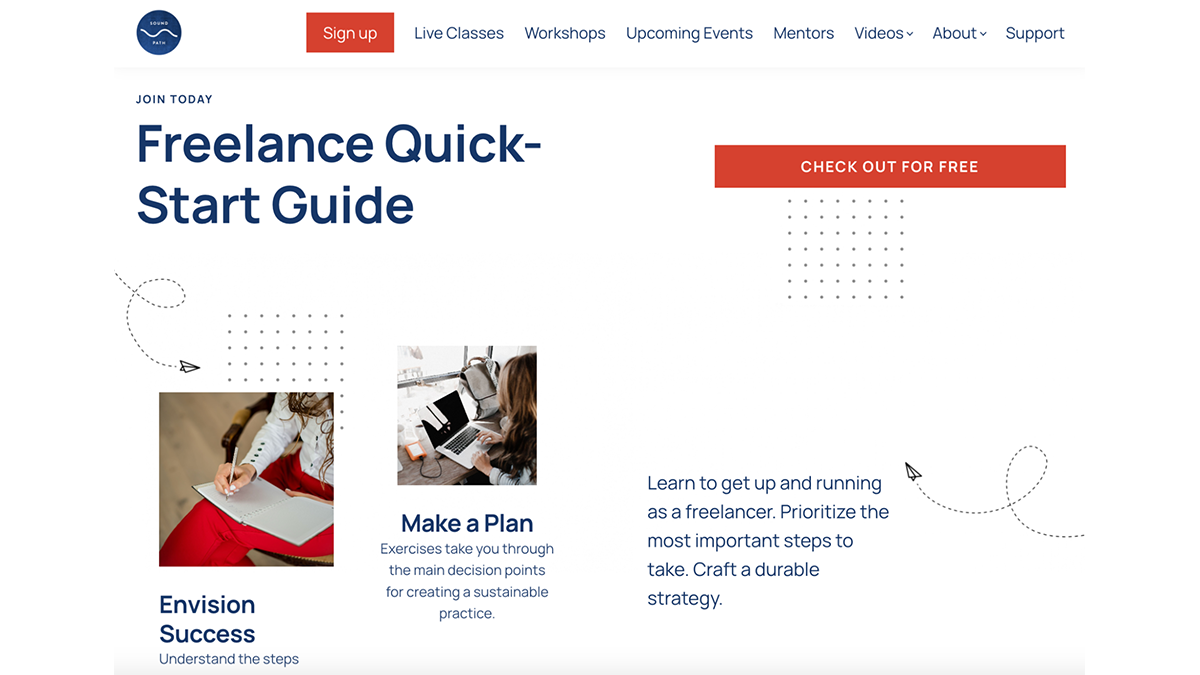 SOUND
PATH
Sign up
Live Classes
Workshops
Upcoming Events
Mentors
Videos
About
Support
JOIN TODAY
Freelance Quick-
Start Guide
CHECK OUT FOR FREE
Make a Plan
Exercises take you through
the main decision points
for creating a sustainable
practice.
Envision
Success
Understand the steps
Learn to get up and running
as a freelancer. Prioritize the
most important steps to
take. Craft a durable
strategy.